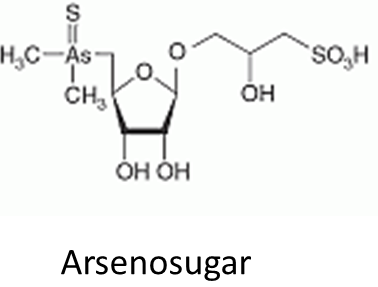 S
H₃C As O O SO₃H
CH₃ O OH
OH OH
Arsenosugar